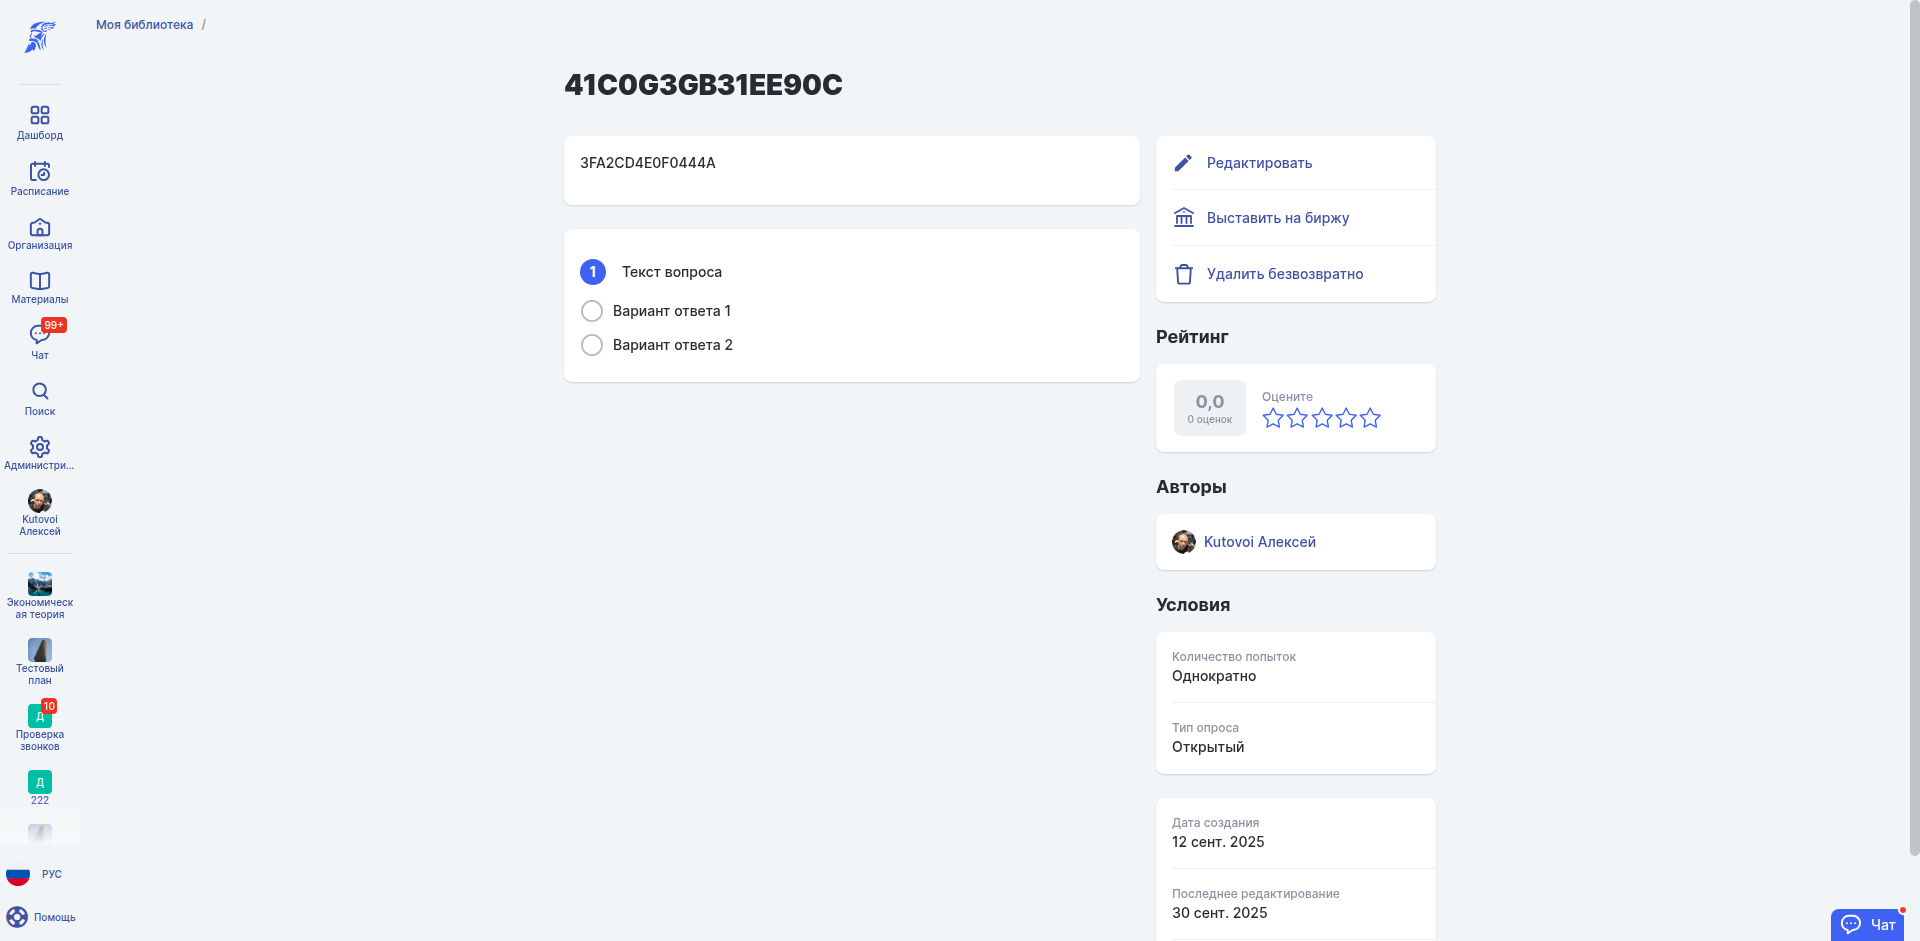 Моя библиотека /
41C0G3GB31EE90C
Дашборд
Расписание
Организация
Материалы
99+
Чат
Поиск
Администри...
Kutovoi
Алексей
Экономическ
ая теория
Тестовый
план
10
Д
Проверка
звонков
Д
222
РУС
Помощь
3FA2CD4E0F0444A
1 Текст вопроса
Вариант ответа 1
Вариант ответа 2
Редактировать
Выставить на биржу
Удалить безвозвратно
Рейтинг
0,0
0 оценок
Оцените
Авторы
Kutovoi Алексей
Условия
Количество попыток
Однократно
Тип опроса
Открытый
Дата создания
12 сент. 2025
Последнее редактирование
30 сент. 2025
Чат